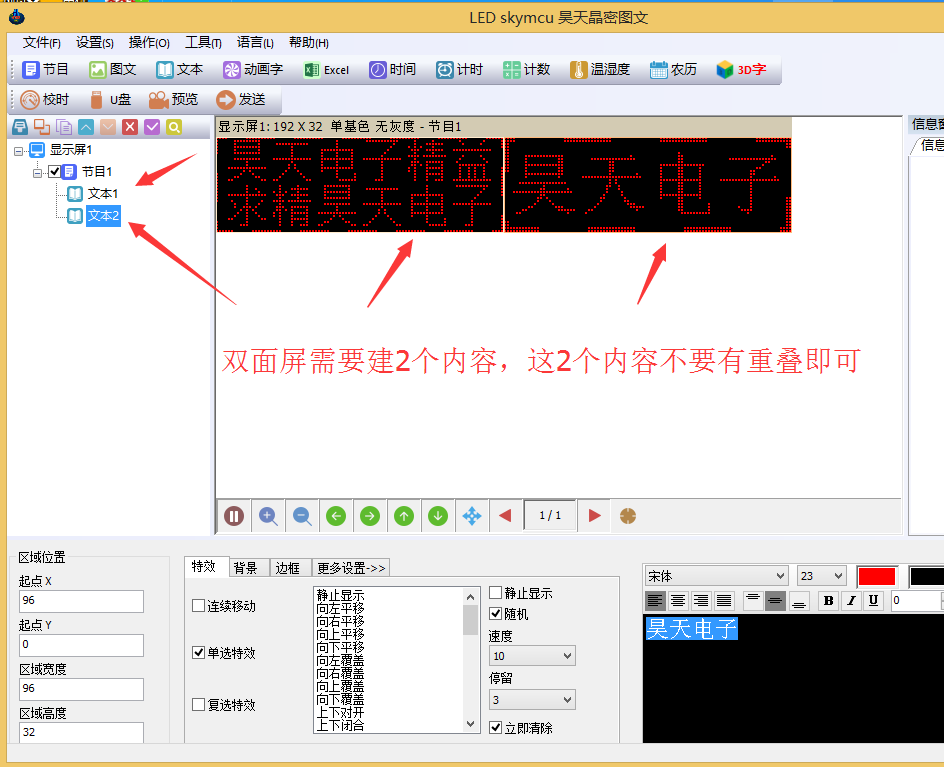 LED skymcu 昊天晶密图文
文件(F) 设置(S) 操作(O) 工具(T) 语言(L) 帮助(H)
节目 图文 文本 动画字 Excel 时间 计时 计数 温湿度 农历 3D字
校时 U盘 预览 发送
显示屏1: 192 X 32 单基色 无灰度 - 节目1
显示屏1
节目1
文本1
文本2
昊天电子精益
求精昊天电子
昊天电子
信息
双面屏需要建2个内容，这2个内容不要有重叠即可
1 / 1
区域位置
起点 X
96
起点 Y
0
区域宽度
96
区域高度
32
特效 背景 边框 更多设置->>
连续移动
单选特效
复选特效
静止显示
向左平移
向右平移
向上平移
向下平移
向左覆盖
向右覆盖
向上覆盖
向下覆盖
上下对开
上下闭合
静止显示
随机
速度
10
停留
3
立即清除
宋体 23
B I U 0
昊天电子